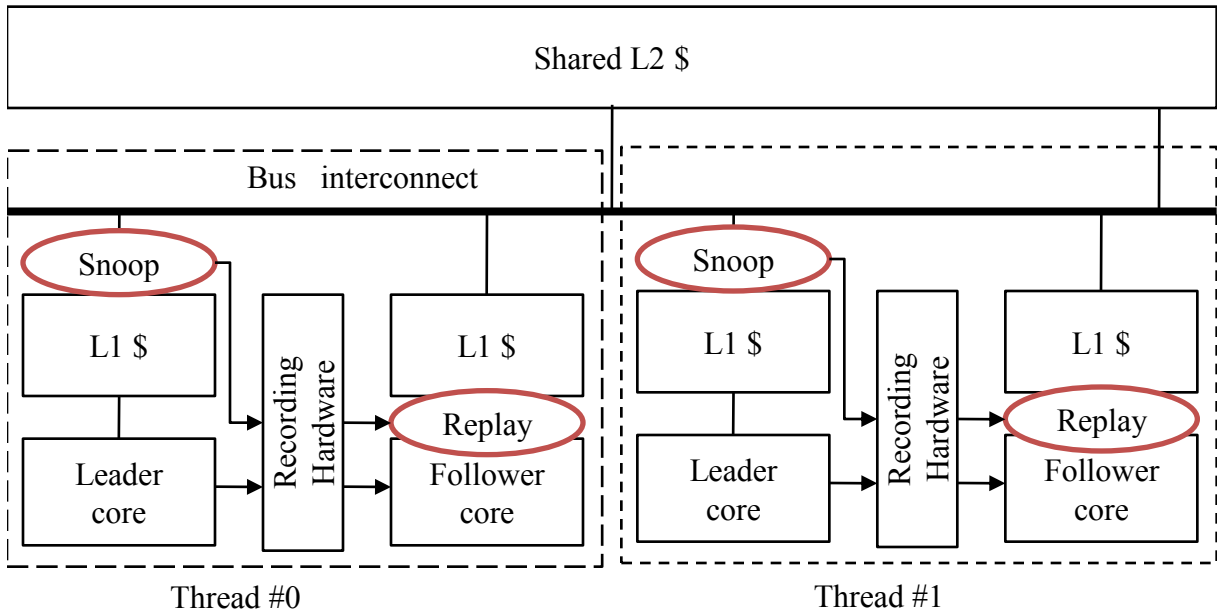 Shared L2 $
Bus interconnect
Snoop
L1 $
Recording
Hardware
L1 $
Replay
Leader
core
Follower
core
Thread #0
Snoop
L1 $
Recording
Hardware
L1 $
Replay
Leader
core
Follower
core
Thread #1